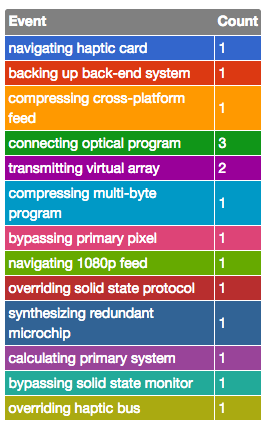 Event Count
navigating haptic card 1
backing up back-end system 1
compressing cross-platform
feed 1
connecting optical program 3
transmitting virtual array 2
compressing multi-byte
program 1
bypassing primary pixel 1
navigating 1080p feed 1
overriding solid state protocol 1
synthesizing redundant
microchip 1
calculating primary system 1
bypassing solid state monitor 1
overriding haptic bus 1